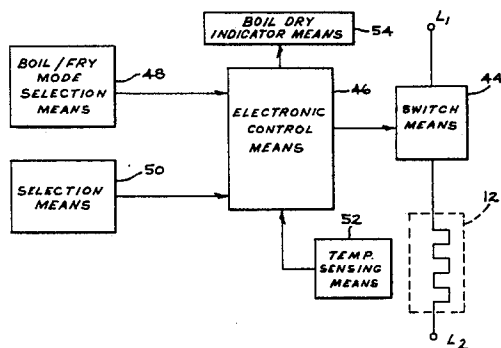 BOIL DRY
INDICATOR MEANS
54
L1
BOIL/FRY
MODE
SELECTION
MEANS
48
46
44
ELECTRONIC
CONTROL
MEANS
SWITCH
MEANS
50
SELECTION
MEANS
12
52
TEMP.
SENSING
MEANS
L2